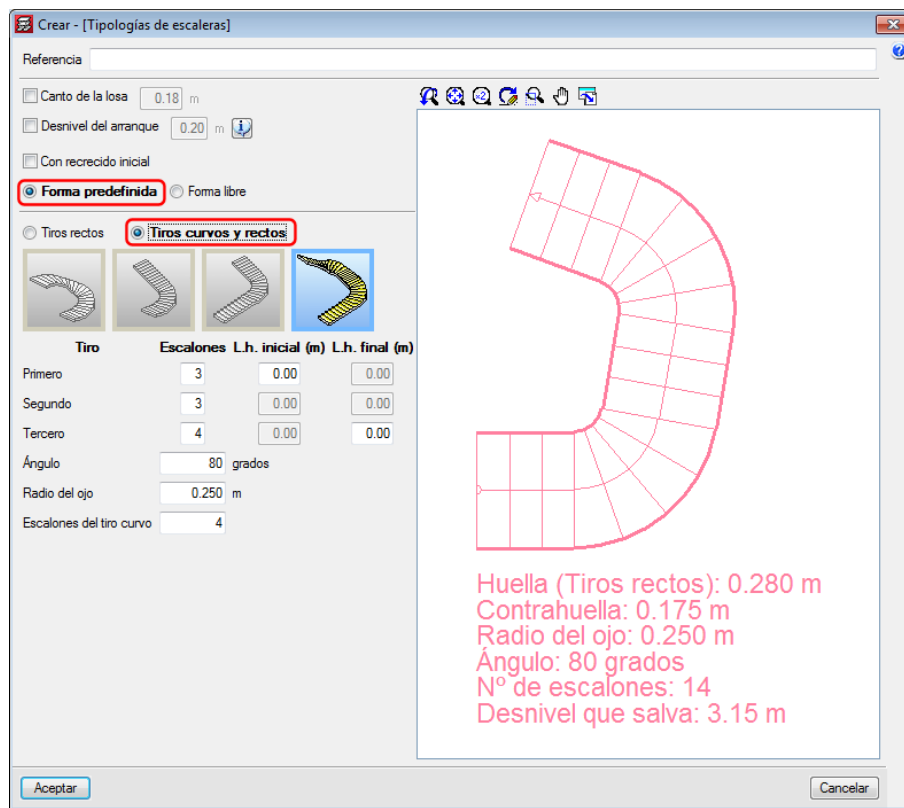 Crear - [Tipologías de escaleras]
Referencia
Canto de la losa 0.18 m
Desnivel del arranque 0.20 m
Con recrecido inicial
Forma predefinida Forma libre
Tiros rectos Tiros curvos y rectos
Tiro Escalones L.h. inicial (m) L.h. final (m)
Primero 3 0.00 0.00
Segundo 3 0.00 0.00
Tercero 4 0.00 0.00
Ángulo 80 grados
Radio del ojo 0.250 m
Escalones del tiro curvo 4
Huella (Tiros rectos): 0.280 m
Contrahuella: 0.175 m
Radio del ojo: 0.250 m
Ángulo: 80 grados
Nº de escalones: 14
Desnivel que salva: 3.15 m
Aceptar Cancelar